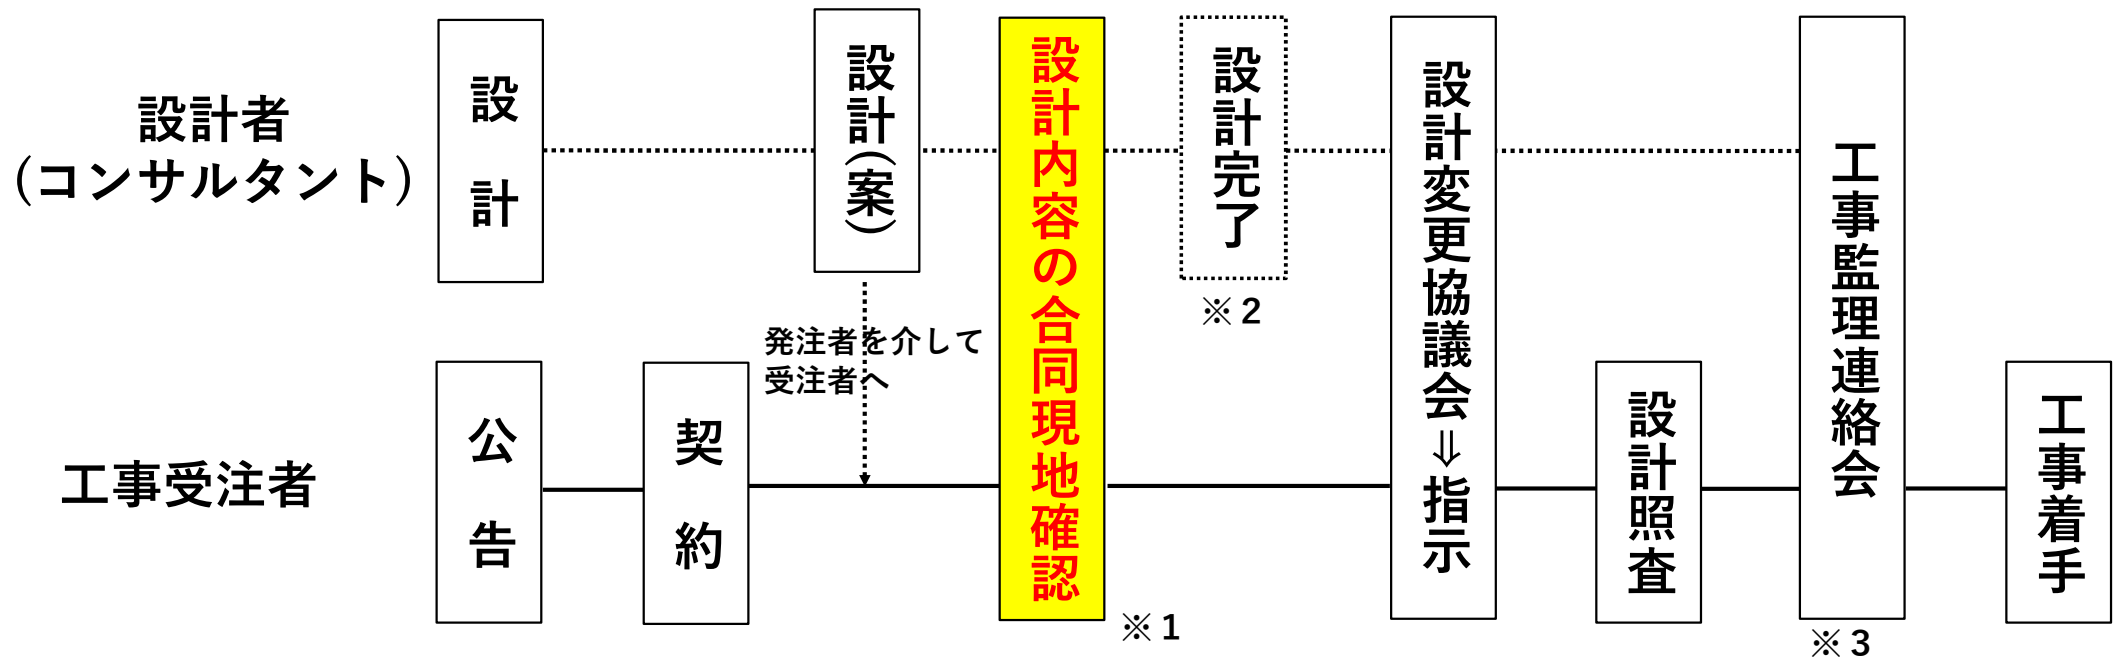 設計者
（コンサルタント）
設計
設計（案）
設計内容の合同現地確認
設計完了
※２
設計変更協議会⇒指示
工事監理連絡会
発注者を介して
受注者へ
工事受注者
公告
契約
※１
設計照査
※３
工事着手